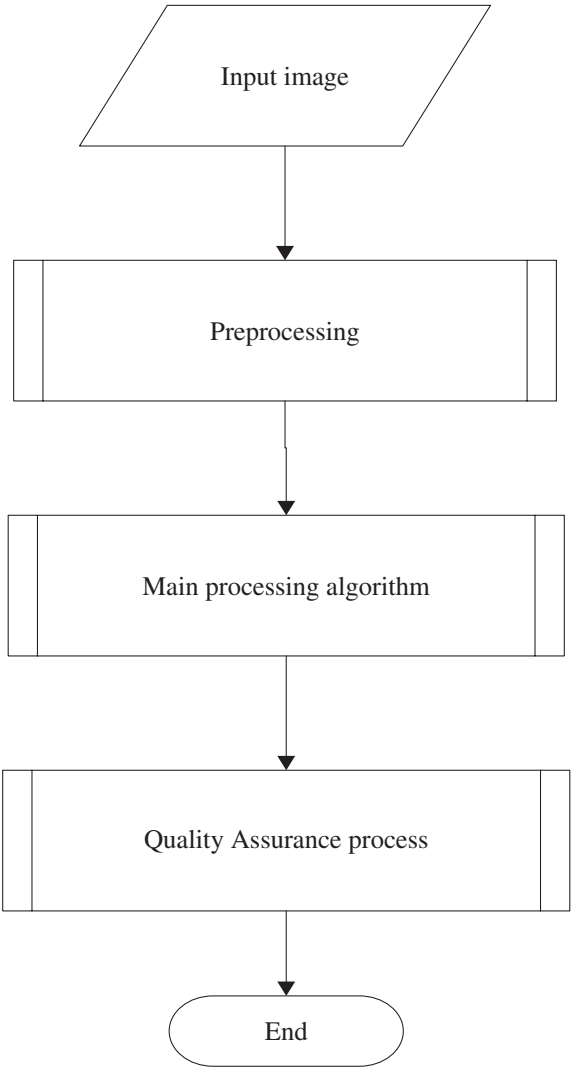 Input image
Preprocessing
Main processing algorithm
Quality Assurance process
End